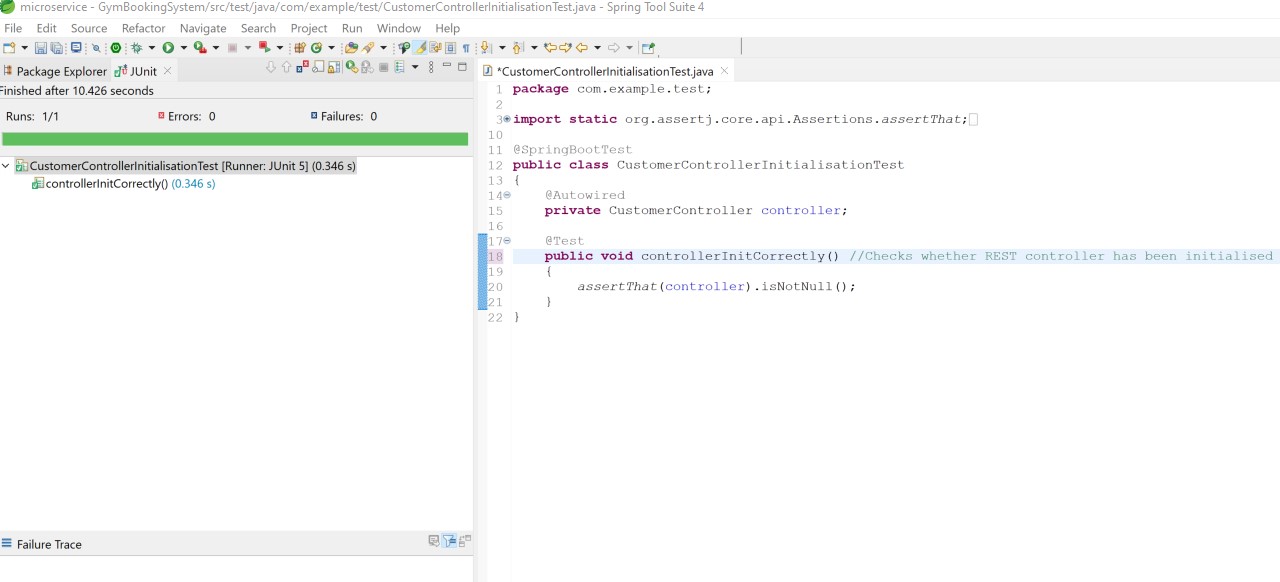 microservice - GymBookingSystem/src/test/java/com/example/test/CustomerControllerInitialisationTest.java - Spring Tool Suite 4
File Edit Source Refactor Navigate Search Project Run Window Help
Package Explorer JUnit
Finished after 10.426 seconds
Runs: 1/1 Errors: 0 Failures: 0
CustomerControllerInitialisationTest [Runner: JUnit 5] (0.346 s)
controllerInitCorrectly() (0.346 s)
Failure Trace
*CustomerControllerInitialisationTest.java
1 package com.example.test;
2
3 import static org.assertj.core.api.Assertions.assertThat;
10
11 @SpringBootTest
12 public class CustomerControllerInitialisationTest
13 {
14 @Autowired
15 private CustomerController controller;
16
17 @Test
18 public void controllerInitCorrectly() //Checks whether REST controller has been initialised
19 {
20 assertThat(controller).isNotNull();
21 }
22 }